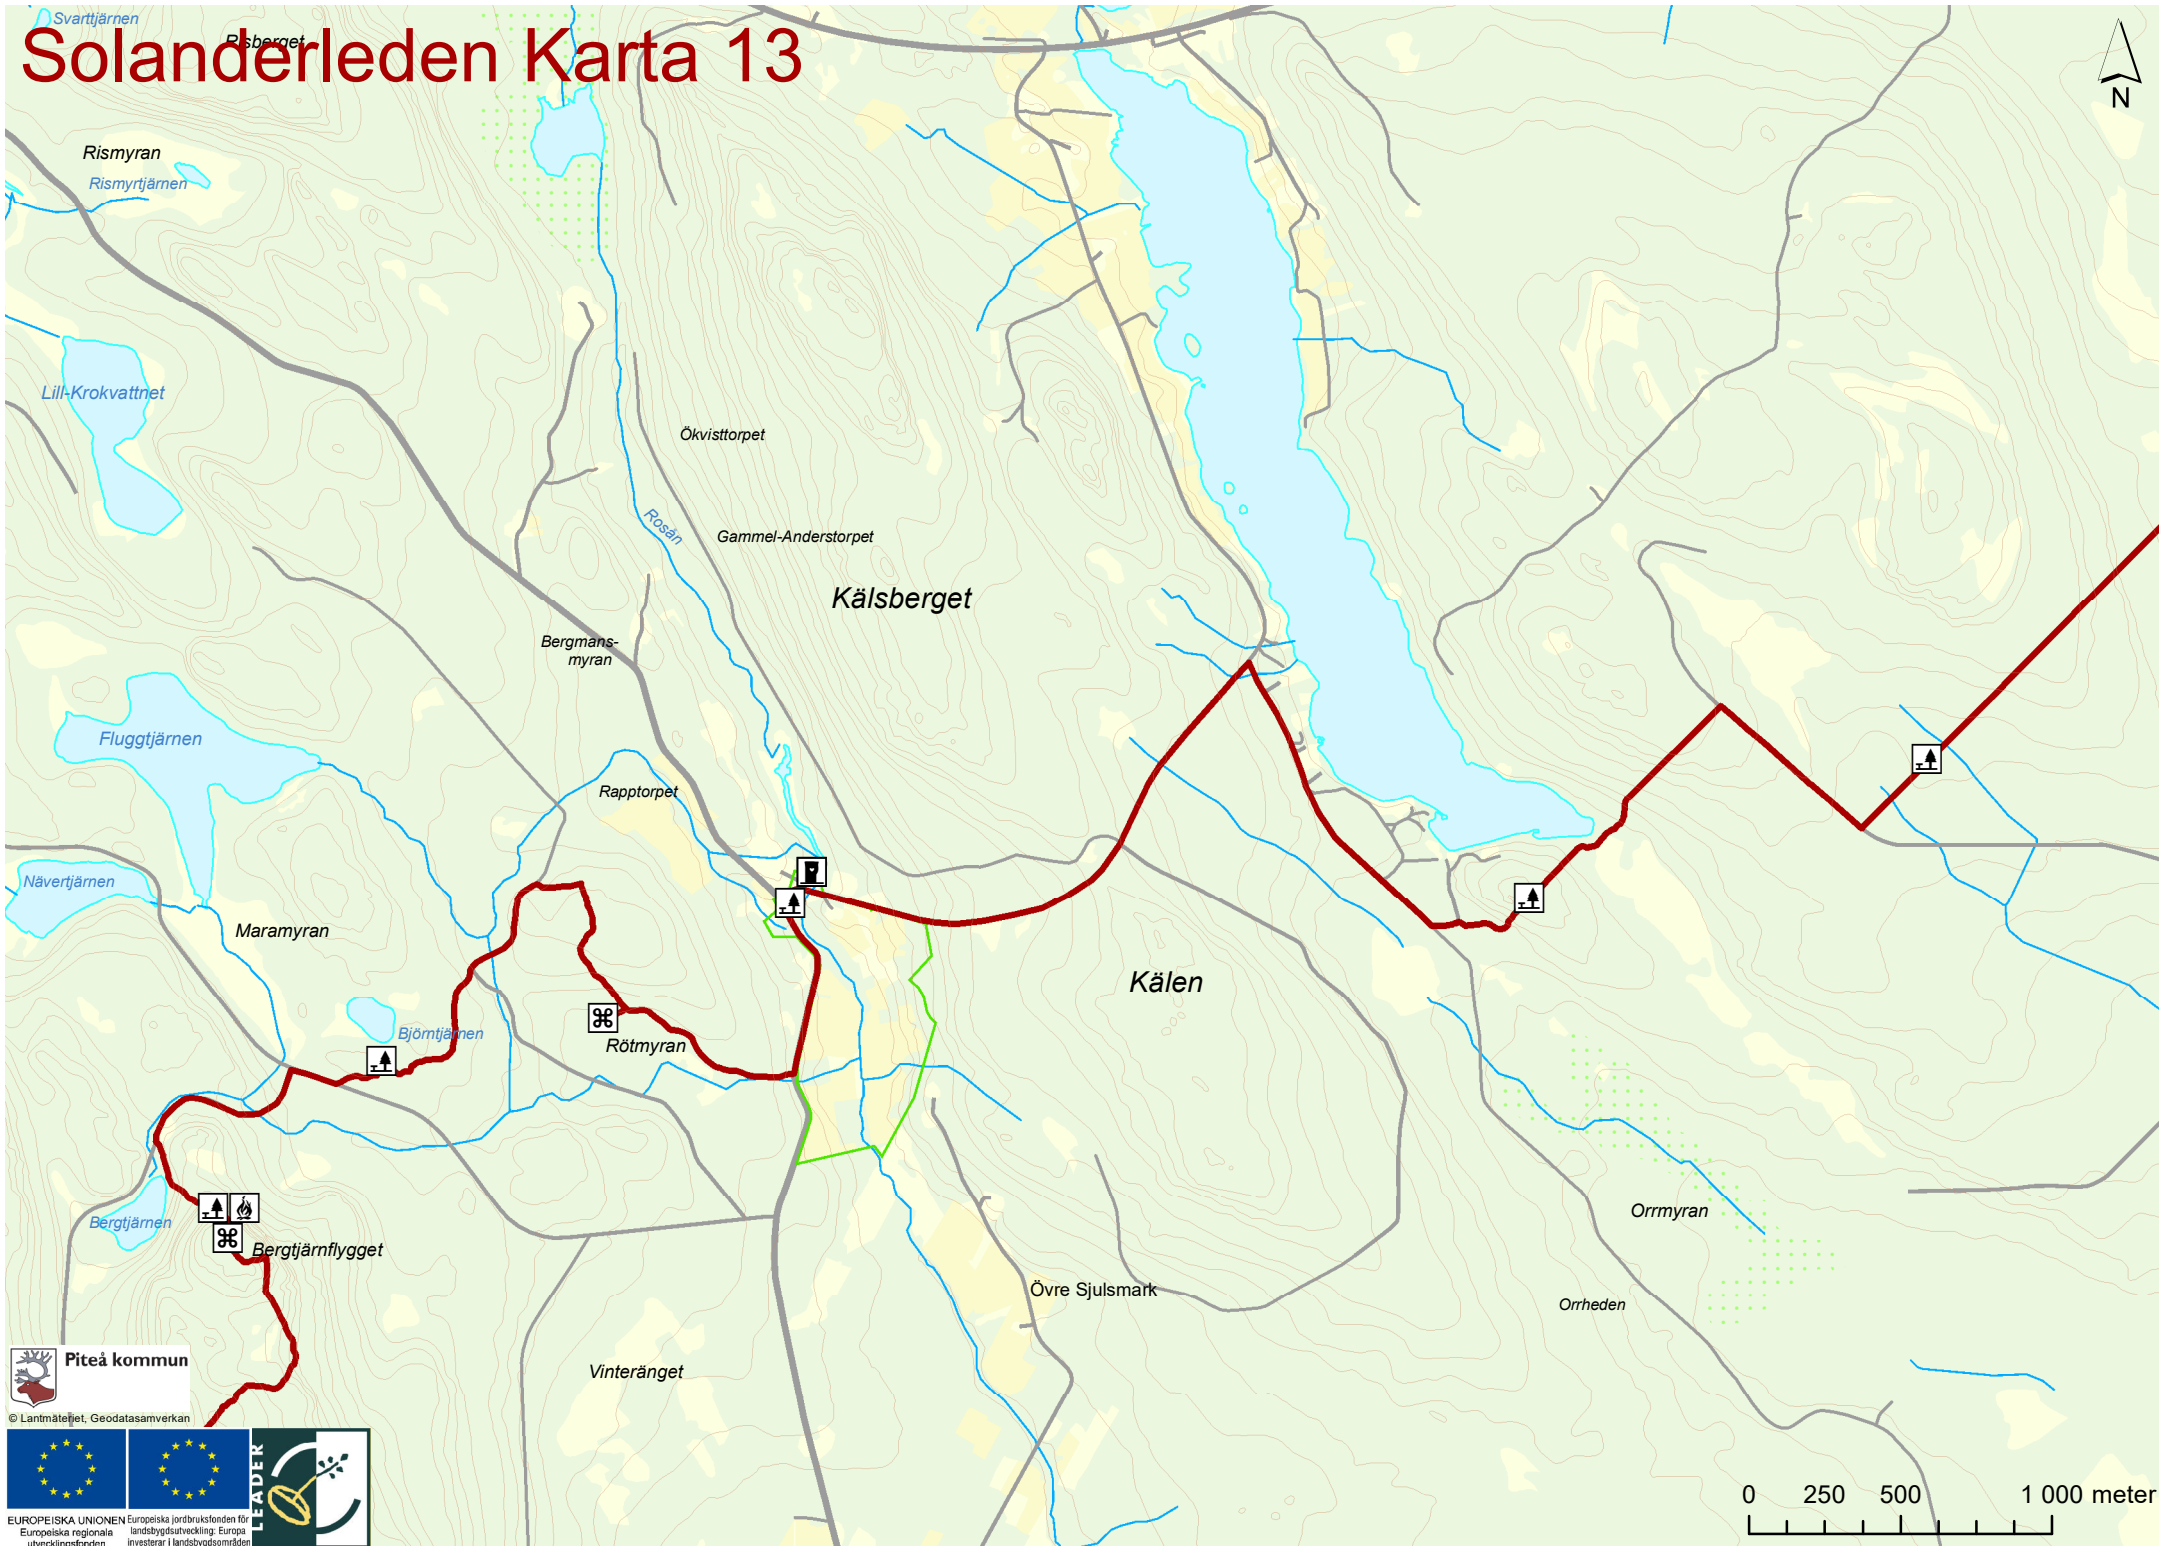 Solanderleden Karta 13
Svarttjärnen
Risberget
N
Rismyran
Rismyrtjärnen
Lill-Krokvattnet
Ökvisttorpet
Rosån
Gammel-Anderstorpet
Kälsberget
Bergmans-
myran
Fluggtjärnen
Rapptorpet
Nävertjärnen
Maramyran
Kälen
Björntjärnen
Rötmyran
Bergtjärnen
Bergtjärnflygget
Orrmyran
Övre Sjulsmark
Orrheden
Vinteränget
Piteå kommun
© Lantmäteriet, Geodatasamverkan
EUROPEISKA UNIONEN
Europeiska regionala
utvecklingsfonden
Europeiska jordbruksfonden för
landsbygdsutveckling: Europa
investerar i landsbygdsområden
LEADER
0 250 500 1 000 meter